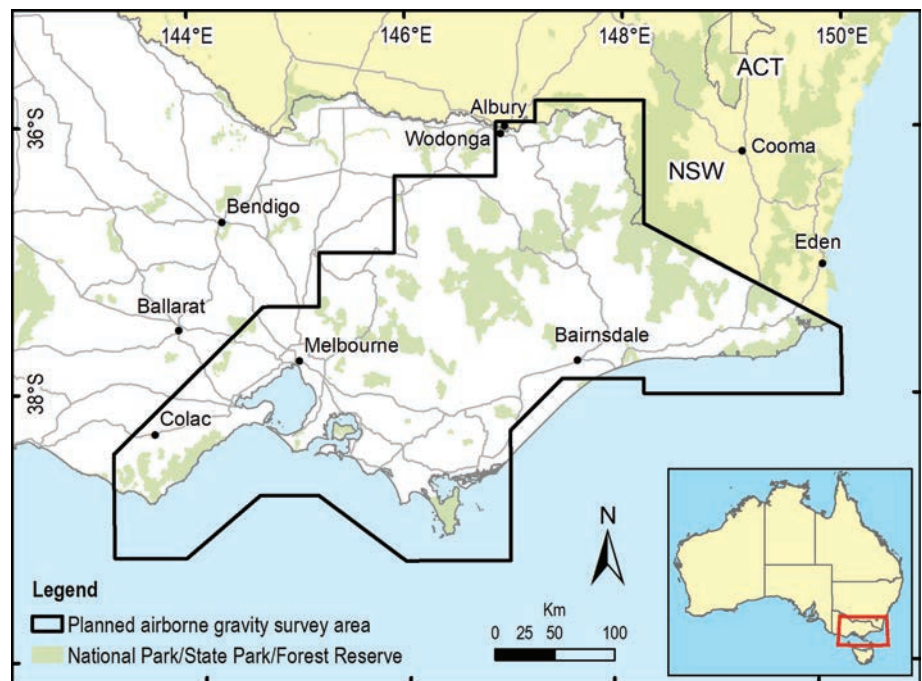 144°E
146°E
148°E
150°E
ACT
36°S
Albury
Wodonga
Cooma
NSW
Bendigo
Eden
Ballarat
Melbourne
Bairnsdale
38°S
Colac
N
Legend
Planned airborne gravity survey area
National Park/State Park/Forest Reserve
Km
0 25 50 100